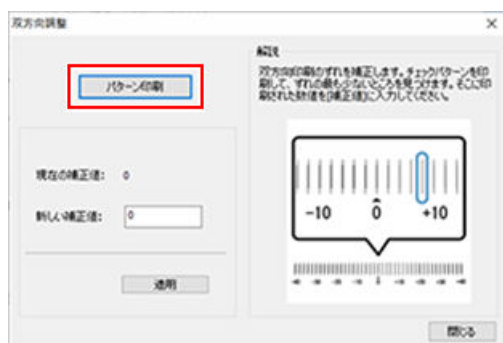 双方向調整
パターン印刷
現在の補正値: 0
新しい補正値: 0
適用
解説
双方向印刷のずれを補正します。チェックパターンを印
刷して、ずれの最も少ないところを見つけます。そこに印
刷された数値を[補正値]に入力してください。
-10 0 +10
閉じる